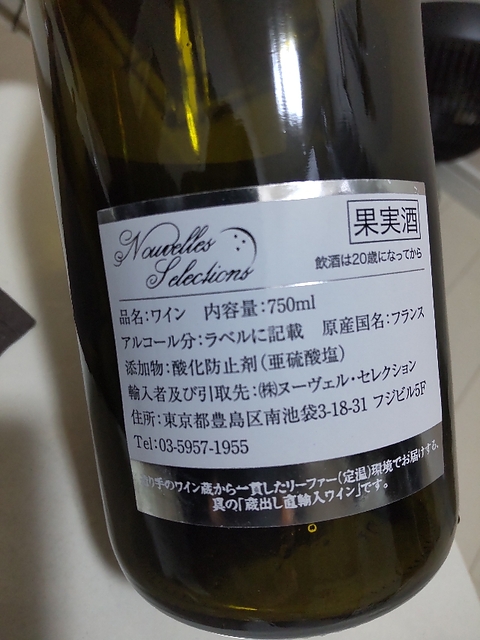 Nouvelles
Selections
果実酒
飲酒は20歳になってから
品名:ワイン 内容量:750ml
アルコール分:ラベルに記載 原産国名:フランス
添加物:酸化防止剤(亜硫酸塩)
輸入者及び引取先:㈱ヌーヴェル・セレクション
住所:東京都豊島区南池袋3-18-31 フジビル5F
Tel:03-5957-1955
り手のワイン蔵から一貫したリーファー(定温)環境でお届けする、
真の「蔵出し直輸入ワイン」です。